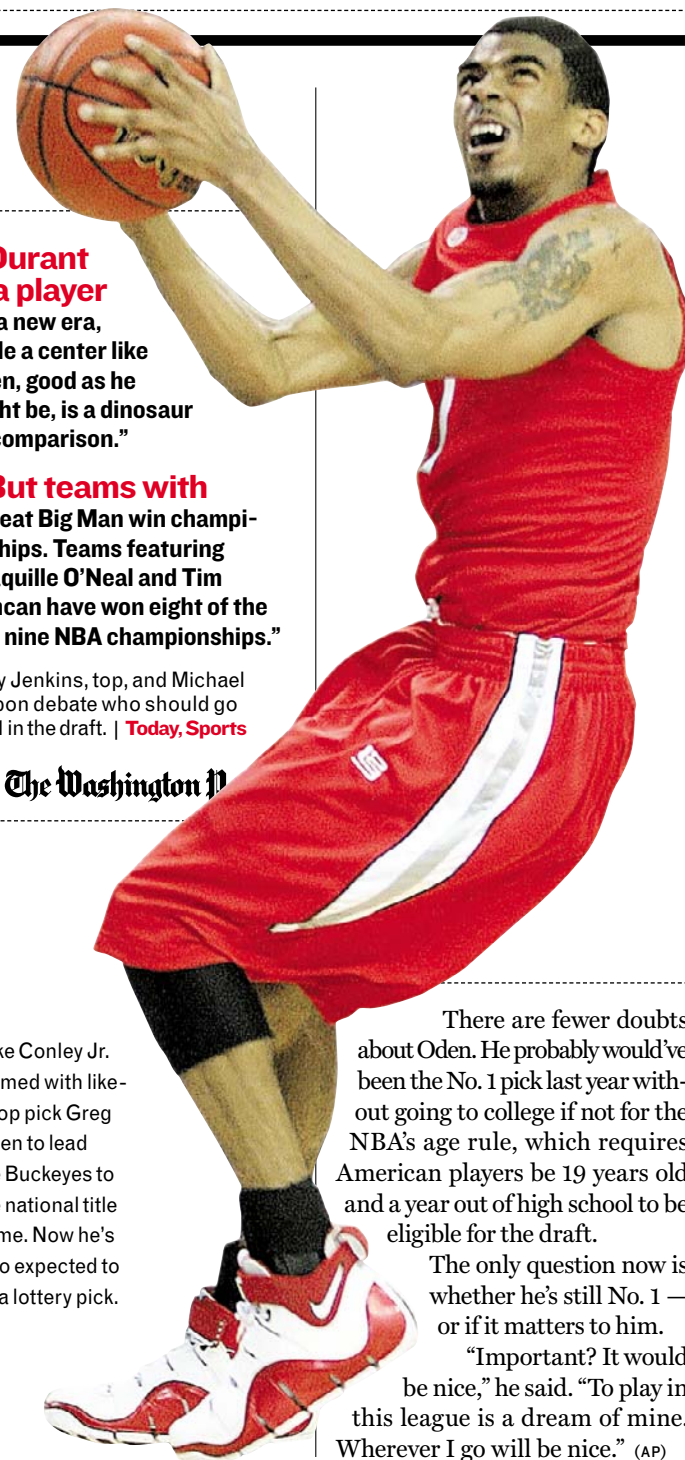 Durant
a player
a new era,
le a center like
en, good as he
ht be, is a dinosaur
comparison.”
But teams with
eat Big Man win champi-
hips. Teams featuring
quille O’Neal and Tim
ncan have won eight of the
nine NBA championships.”
y Jenkins, top, and Michael
bon debate who should go
l in the draft. | Today, Sports
The Washington P
ke Conley Jr.
med with like-
op pick Greg
en to lead
Buckeyes to
national title
me. Now he’s
o expected to
a lottery pick.
There are fewer doubts
about Oden. He probably would’ve
been the No. 1 pick last year with-
out going to college if not for the
NBA’s age rule, which requires
American players be 19 years old
and a year out of high school to be
eligible for the draft.
The only question now is
whether he’s still No. 1 —
or if it matters to him.
“Important? It would
be nice,” he said. “To play in
this league is a dream of mine.
Wherever I go will be nice.” (AP)